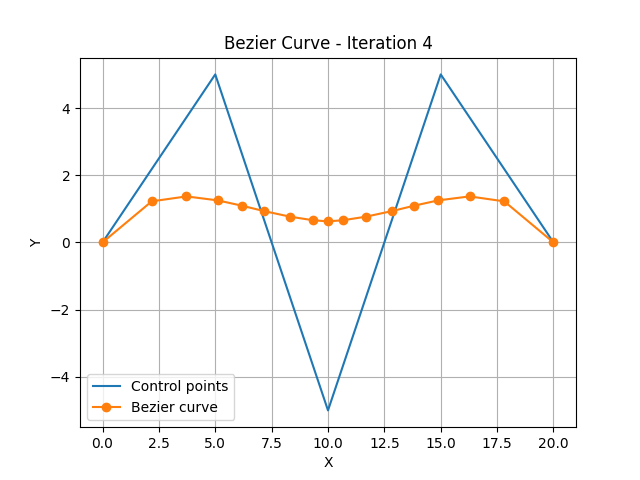 Bezier Curve - Iteration 4
Y
4
2
0
−2
−4
Control points
Bezier curve
0.0 2.5 5.0 7.5 10.0 12.5 15.0 17.5 20.0
X